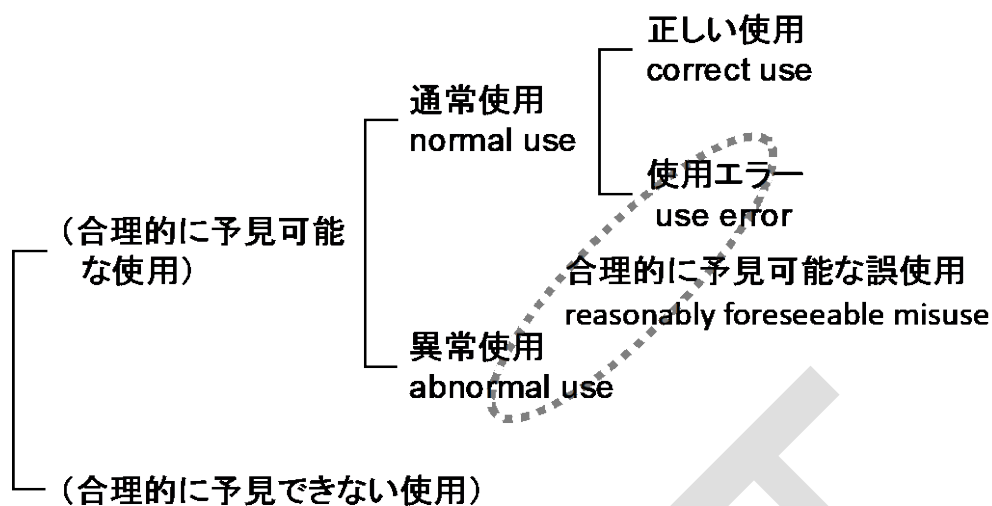 正しい使用
correct use
通常使用
normal use
使用エラー
use error
（合理的に予見可能
な使用）
合理的に予見可能な誤使用
reasonably foreseeable misuse
異常使用
abnormal use
（合理的に予見できない使用）